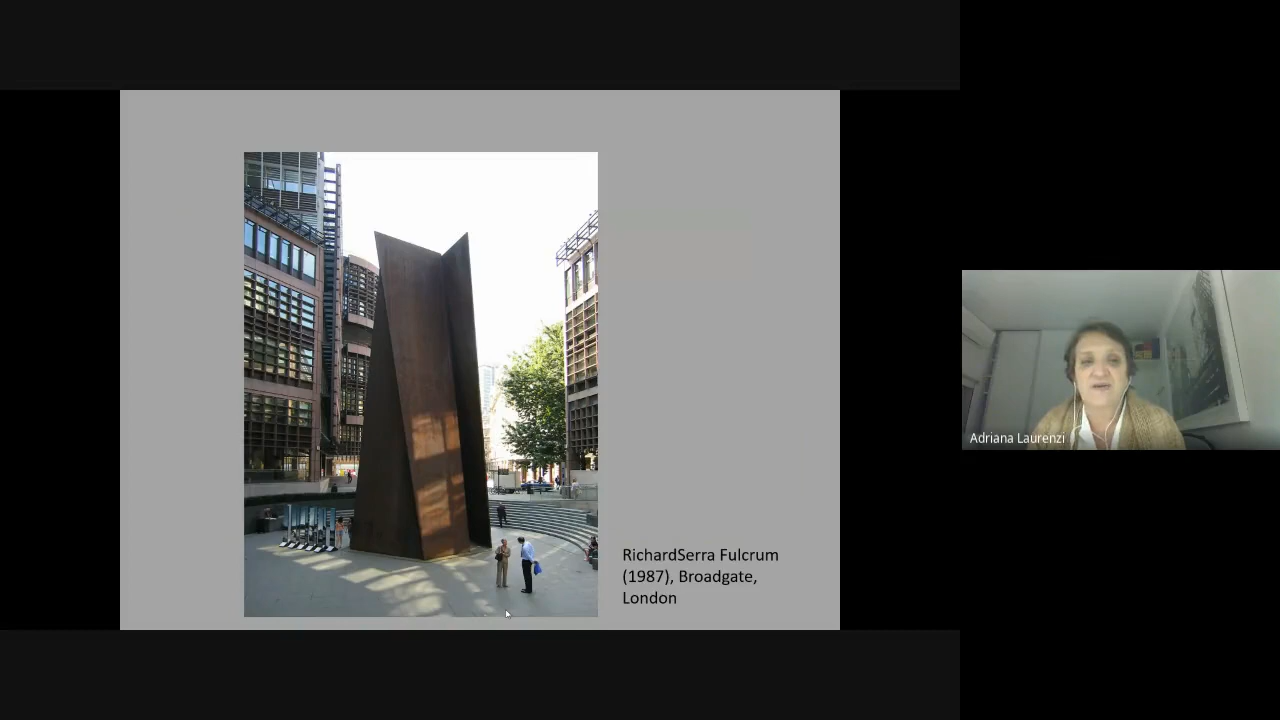 RichardSerra Fulcrum
(1987), Broadgate,
London
Adriana Laurenzi